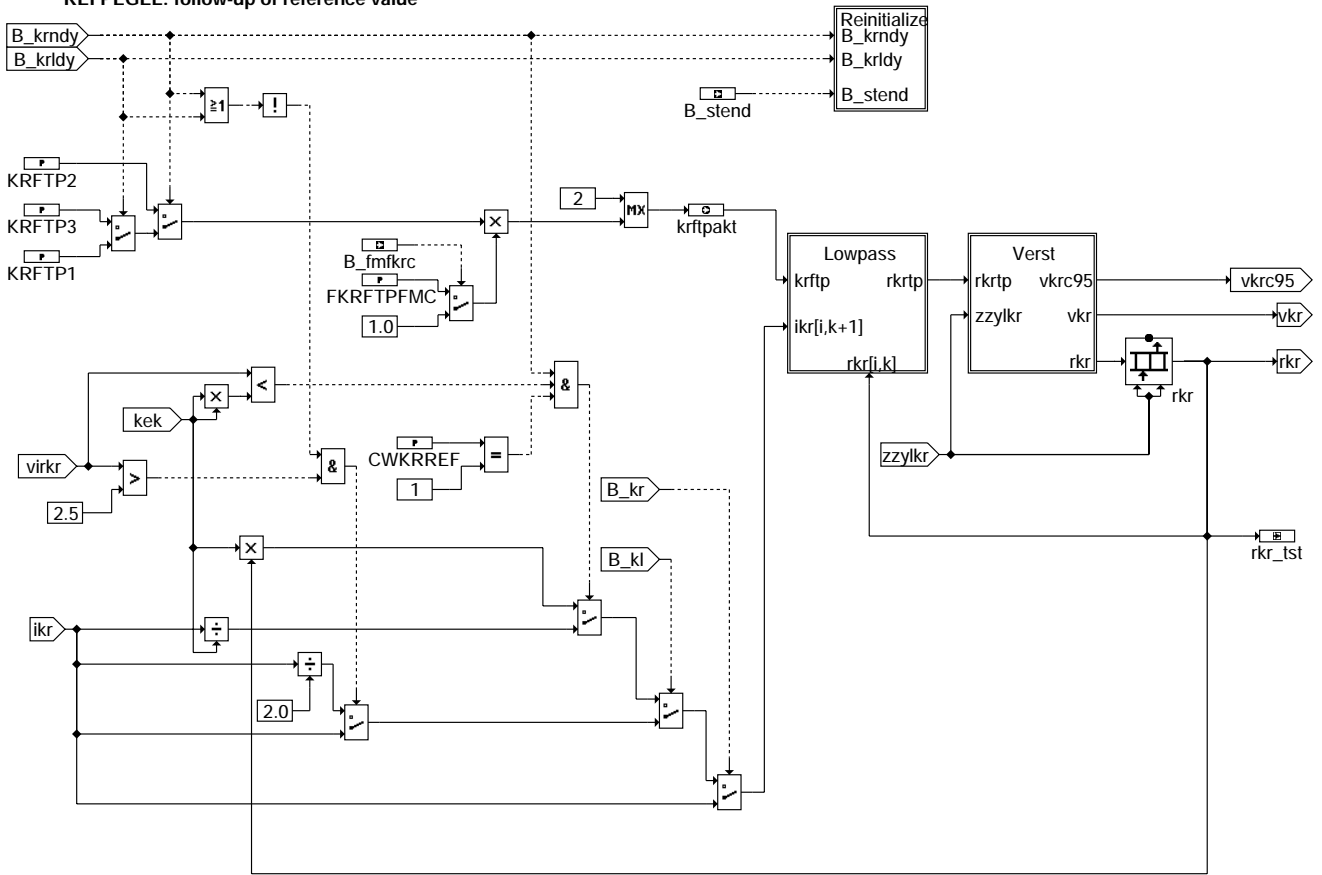 REFPEGEL: follow-up of reference value
B_krndy
B_krldy
Reinitialize
B_krndy
B_krldy
B_stend
B_stend
≧1
!
P
KRFTP2
P
KRFTP3
P
KRFTP1
2
MX
krftpakt
B_fmfkrc
P
FKRFTPFMC
1.0
Lowpass
krftp
rkrtp
ikr[i,k+1]
rkr[i,k]
Verst
rkrtp
vkrc95
zzylkr
vkr
rkr
vkrc95
vkr
rkr
rkr
<
×
×
kek
&
virkr
>
2.5
&
P
CWKRREF
=
1
zzylkr
B_kr
B_kl
rkr_tst
×
ikr
÷
÷
2.0